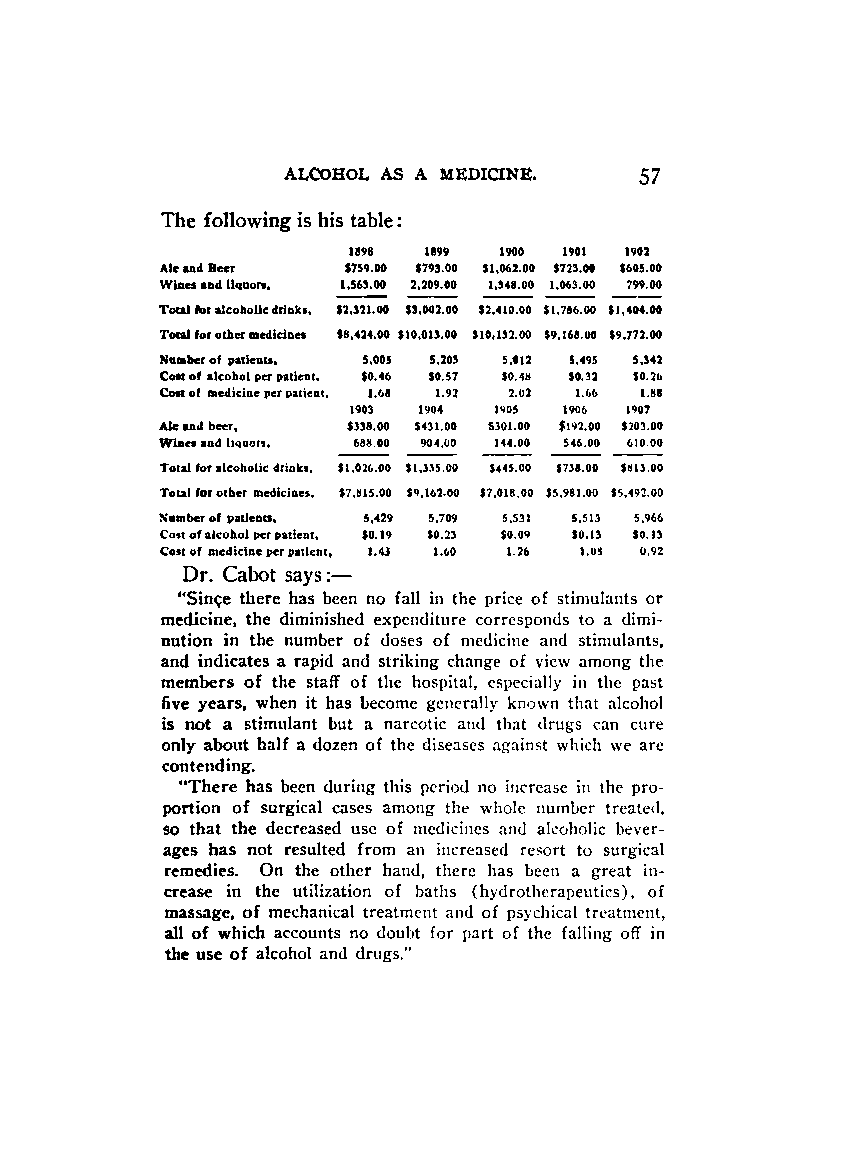 ALCOHOL AS A MEDICINE. 57
The following is his table:
1898 1899 1900 1901 1902
Ale and Beer $759.00 $793.00 $1,062.00 $723.00 $605.00
Wines and liquors, 1,563.00 2,209.00 1,348.00 1,063.00 799.00
Total for alcoholic drinks, $2,321.00 $3,002.00 $2,410.00 $1,786.00 $1,404.00
Total for other medicines $8,424.00 $10,013.00 $10,132.00 $9,168.00 $9,772.00
Number of patients, 5,005 5,203 5,495 5,342
Cost of alcohol per patient, $0.46 $0.57 $0.48 $0.32 $0.26
Cost of medicine per patient, 1.68 1.92 2.02 1.66 1.88
1903 1904 1905 1906 1907
Ale and beer, $338.00 $431.00 $301.00 $192.00 $203.00
Wines and liquors, 688.00 904.00 144.00 546.00 610.00
Total for alcoholic drinks, $1,026.00 $1,335.00 $445.00 $738.00 $813.00
Total for other medicines, $7,815.00 $9,162.00 $7,018.00 $5,981.00 $5,492.00
Number of patients, 5,429 5,709 5,531 5,513 5,966
Cost of alcohol per patient, $0.19 $0.23 $0.09 $0.13 $0.13
Cost of medicine per patient, 1.43 1.60 1.26 1.08 0.92
Dr. Cabot says:—
"Since there has been no fall in the price of stimulants or
medicine, the diminished expenditure corresponds to a dimi-
nution in the number of doses of medicine and stimulants,
and indicates a rapid and striking change of view among the
members of the staff of the hospital, especially in the past
five years, when it has become generally known that alcohol
is not a stimulant but a narcotic and that drugs can cure
only about half a dozen of the diseases against which we are
contending.
"There has been during this period no increase in the pro-
portion of surgical cases among the whole number treated,
so that the decreased use of medicines and alcoholic bever-
ages has not resulted from an increased resort to surgical
remedies. On the other hand, there has been a great in-
crease in the utilization of baths (hydrotherapeutics), of
massage, of mechanical treatment and of psychical treatment,
all of which accounts no doubt for part of the falling off in
the use of alcohol and drugs."